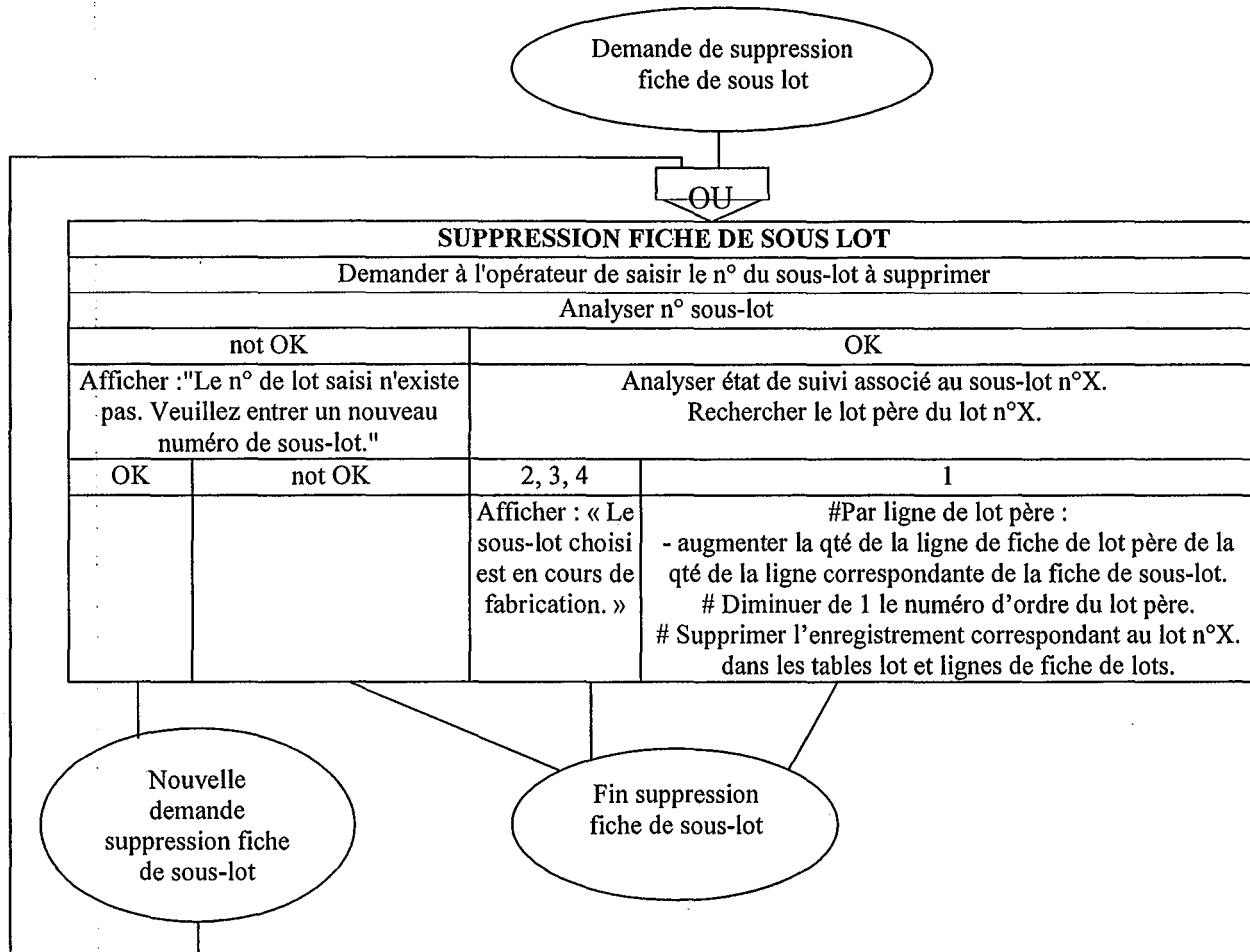 Demande de suppression
fiche de sous lot
OU
SUPPRESSION FICHE DE SOUS LOT
Demander à l'opérateur de saisir le n° du sous-lot à supprimer
Analyser n° sous-lot
not OK
OK
Afficher :"Le n° de lot saisi n'existe
pas. Veuillez entrer un nouveau
numéro de sous-lot."
Analyser état de suivi associé au sous-lot n°X.
Rechercher le lot père du lot n°X.
OK
not OK
2, 3, 4
1
Afficher : « Le
sous-lot choisi
est en cours de
fabrication. »
#Par ligne de lot père :
- augmenter la qté de la ligne de fiche de lot père de la
qté de la ligne correspondante de la fiche de sous-lot.
# Diminuer de 1 le numéro d’ordre du lot père.
# Supprimer l’enregistrement correspondant au lot n°X.
dans les tables lot et lignes de fiche de lots.
Nouvelle
demande
suppression fiche
de sous-lot
Fin suppression
fiche de sous-lot